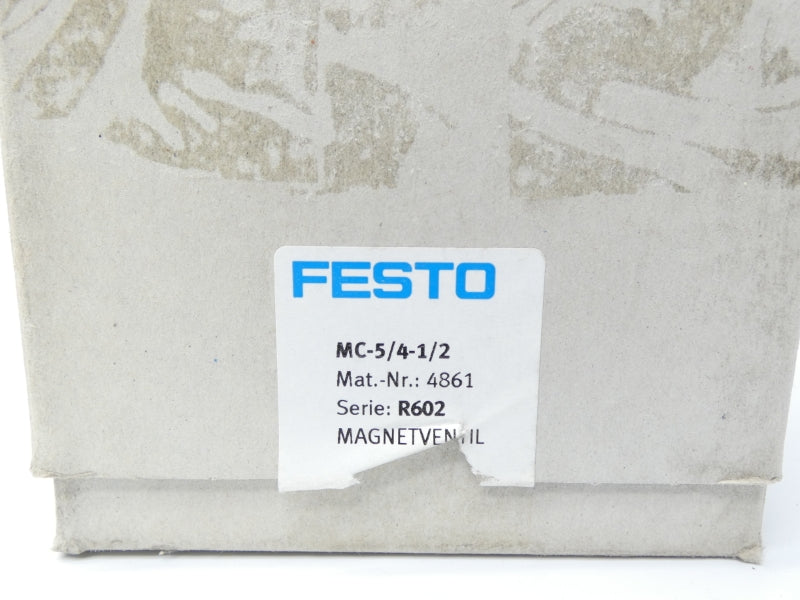 FESTO
MC-5/4-1/2
Mat.-Nr.: 4861
Serie: R602
MAGNETVENTIL